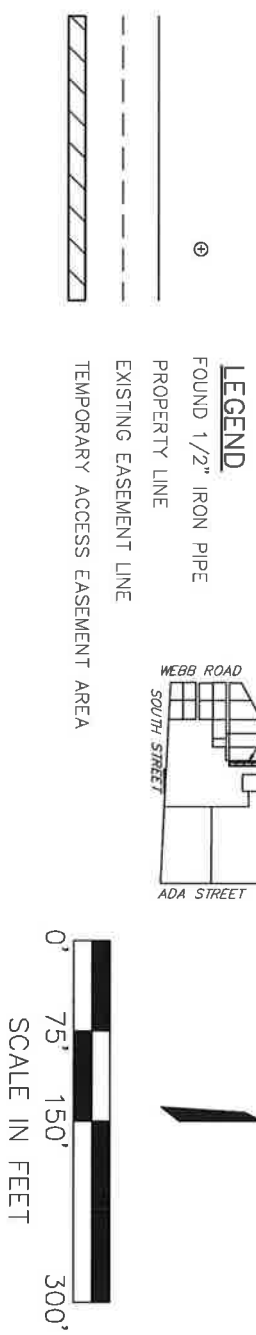 LEGEND
FOUND 1/2" IRON PIPE
PROPERTY LINE
EXISTING EASEMENT LINE
TEMPORARY ACCESS EASEMENT AREA
WEBB ROAD
SOUTH STREET
ADA STREET
0' 75' 150' 300'
SCALE IN FEET